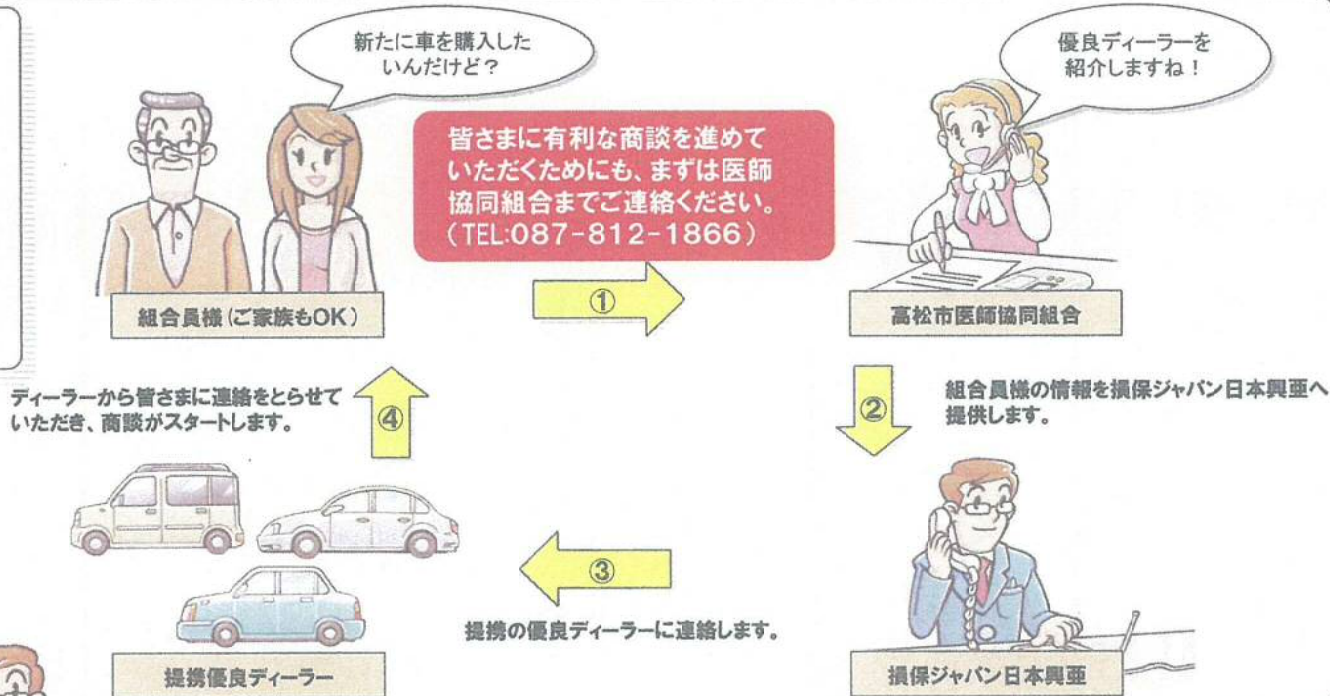 新たに車を購入した
いんだけど？
優良ディーラーを
紹介しますね！
皆さまに有利な商談を進めて
いただくためにも、まずは医師
協同組合までご連絡ください。
（TEL:087-812-1866）
組合員様（ご家族もOK）
①
高松市医師協同組合
ディーラーから皆さまに連絡をとらせて
いただき、商談がスタートします。
④
②
組合員様の情報を損保ジャパン日本興亜へ
提供します。
③
提携の優良ディーラーに連絡します。
提携優良ディーラー
損保ジャパン日本興亜